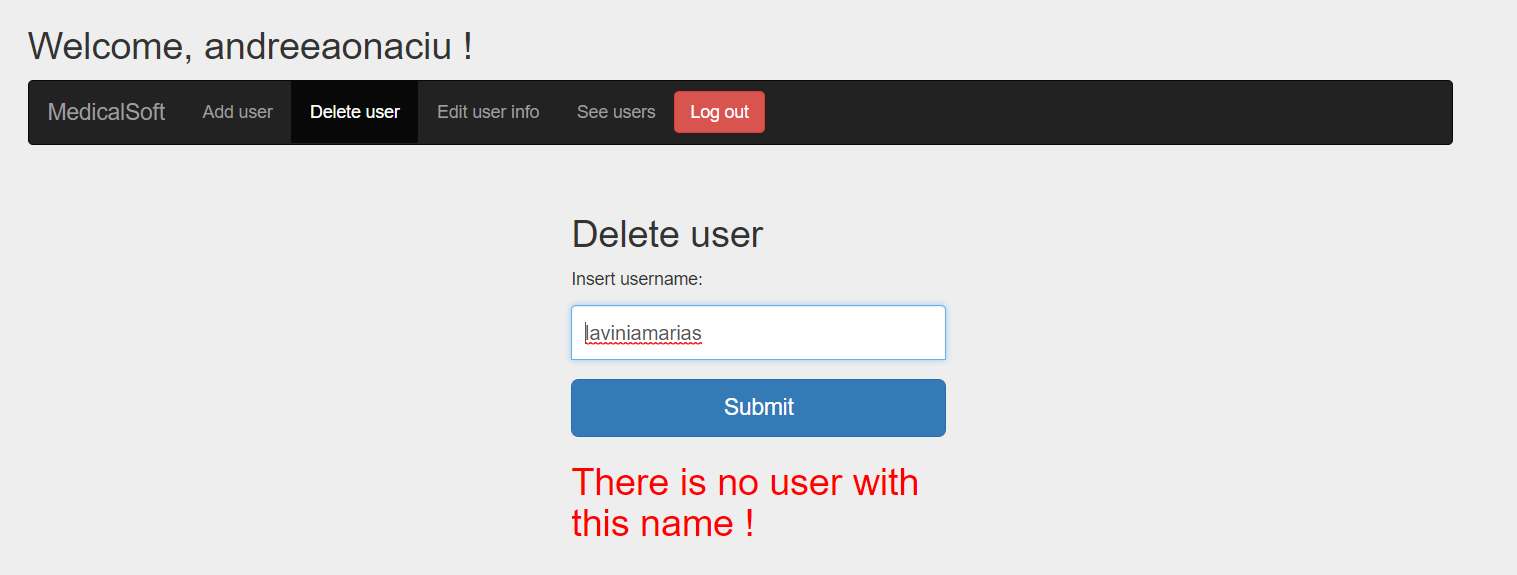 Welcome, andreeaonaciu !
MedicalSoft Add user Delete user Edit user info See users Log out
Delete user
Insert username:
laviniamarias
Submit
There is no user with
this name !